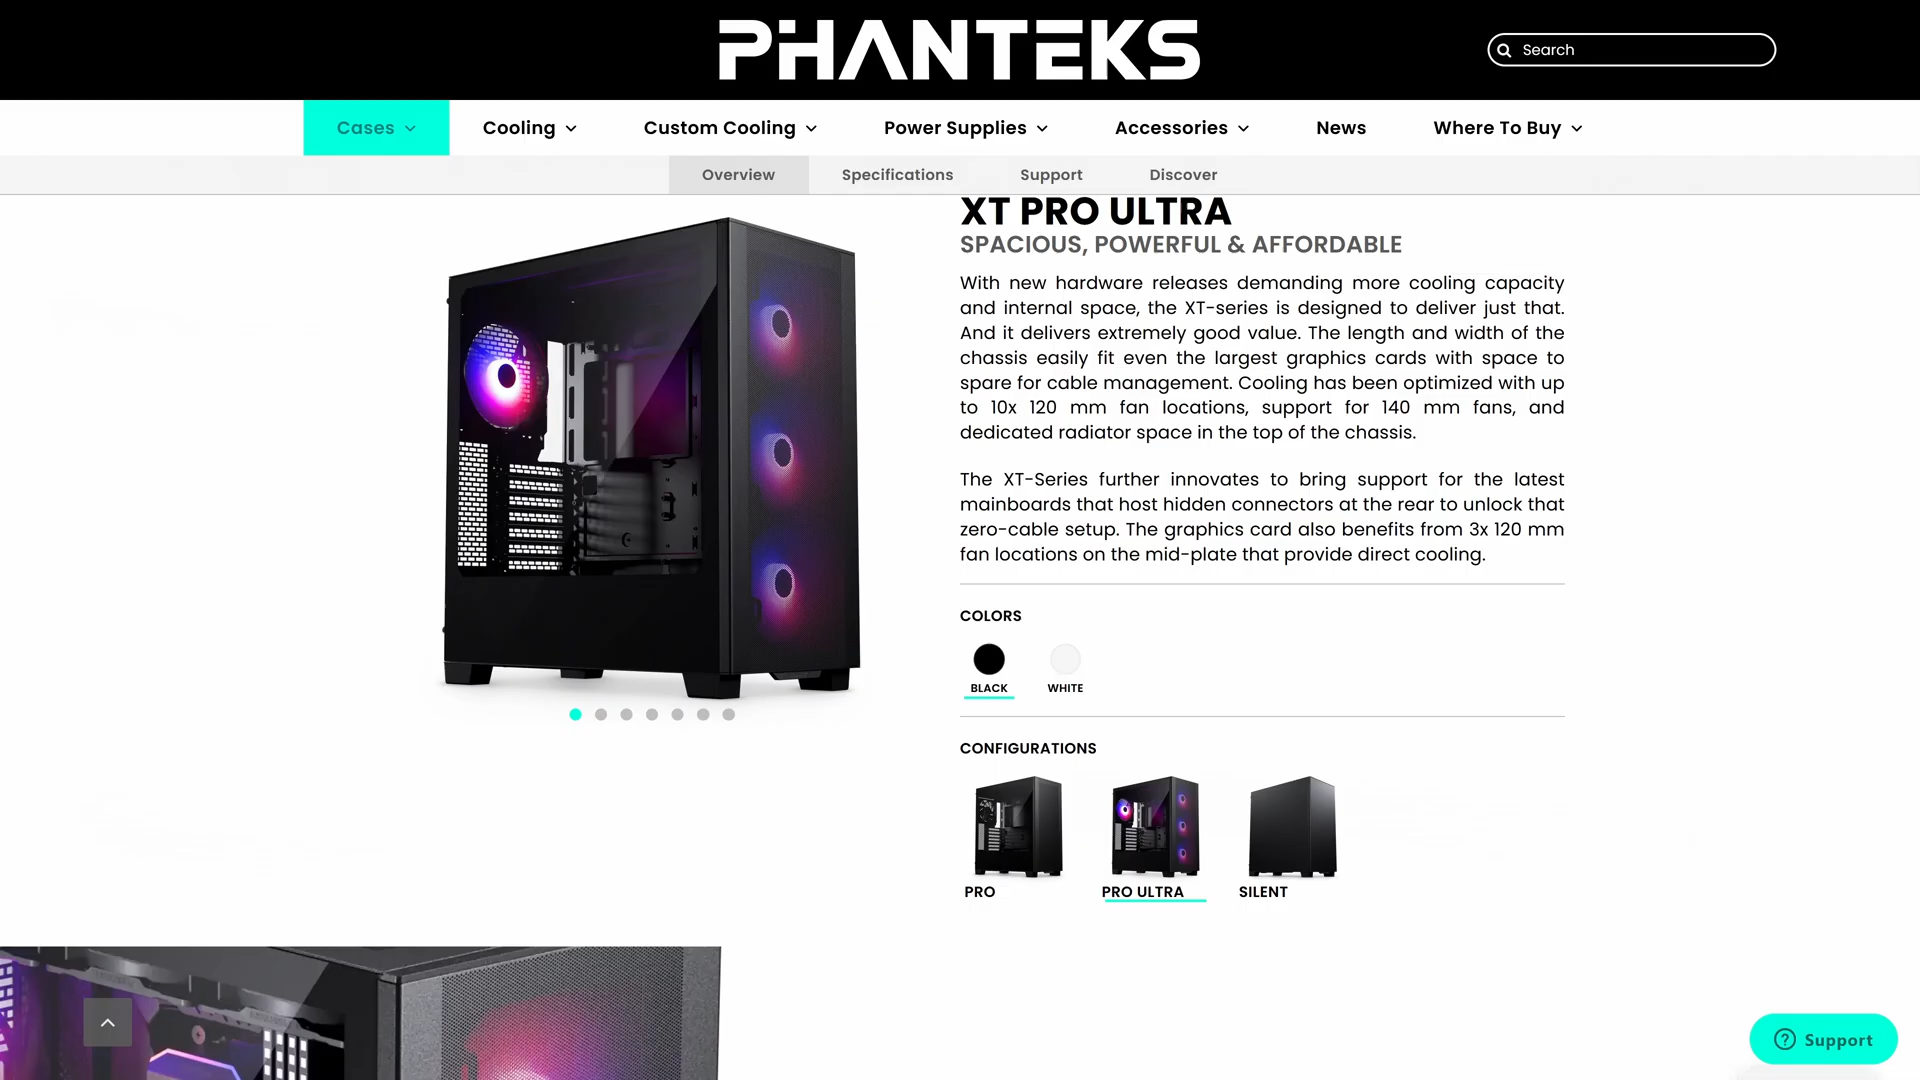 PHANTEKS
Search
Cases
Cooling
Custom Cooling
Power Supplies
Accessories
News
Where To Buy
Overview
Specifications
Support
Discover
XT PRO ULTRA
SPACIOUS, POWERFUL & AFFORDABLE
With new hardware releases demanding more cooling capacity
and internal space, the XT-series is designed to deliver just that.
And it delivers extremely good value. The length and width of the
chassis easily fit even the largest graphics cards with space to
spare for cable management. Cooling has been optimized with up
to 10x 120 mm fan locations, support for 140 mm fans, and
dedicated radiator space in the top of the chassis.
The XT-Series further innovates to bring support for the latest
mainboards that host hidden connectors at the rear to unlock that
zero-cable setup. The graphics card also benefits from 3x 120 mm
fan locations on the mid-plate that provide direct cooling.
COLORS
BLACK
WHITE
CONFIGURATIONS
PRO
PRO ULTRA
SILENT
Support